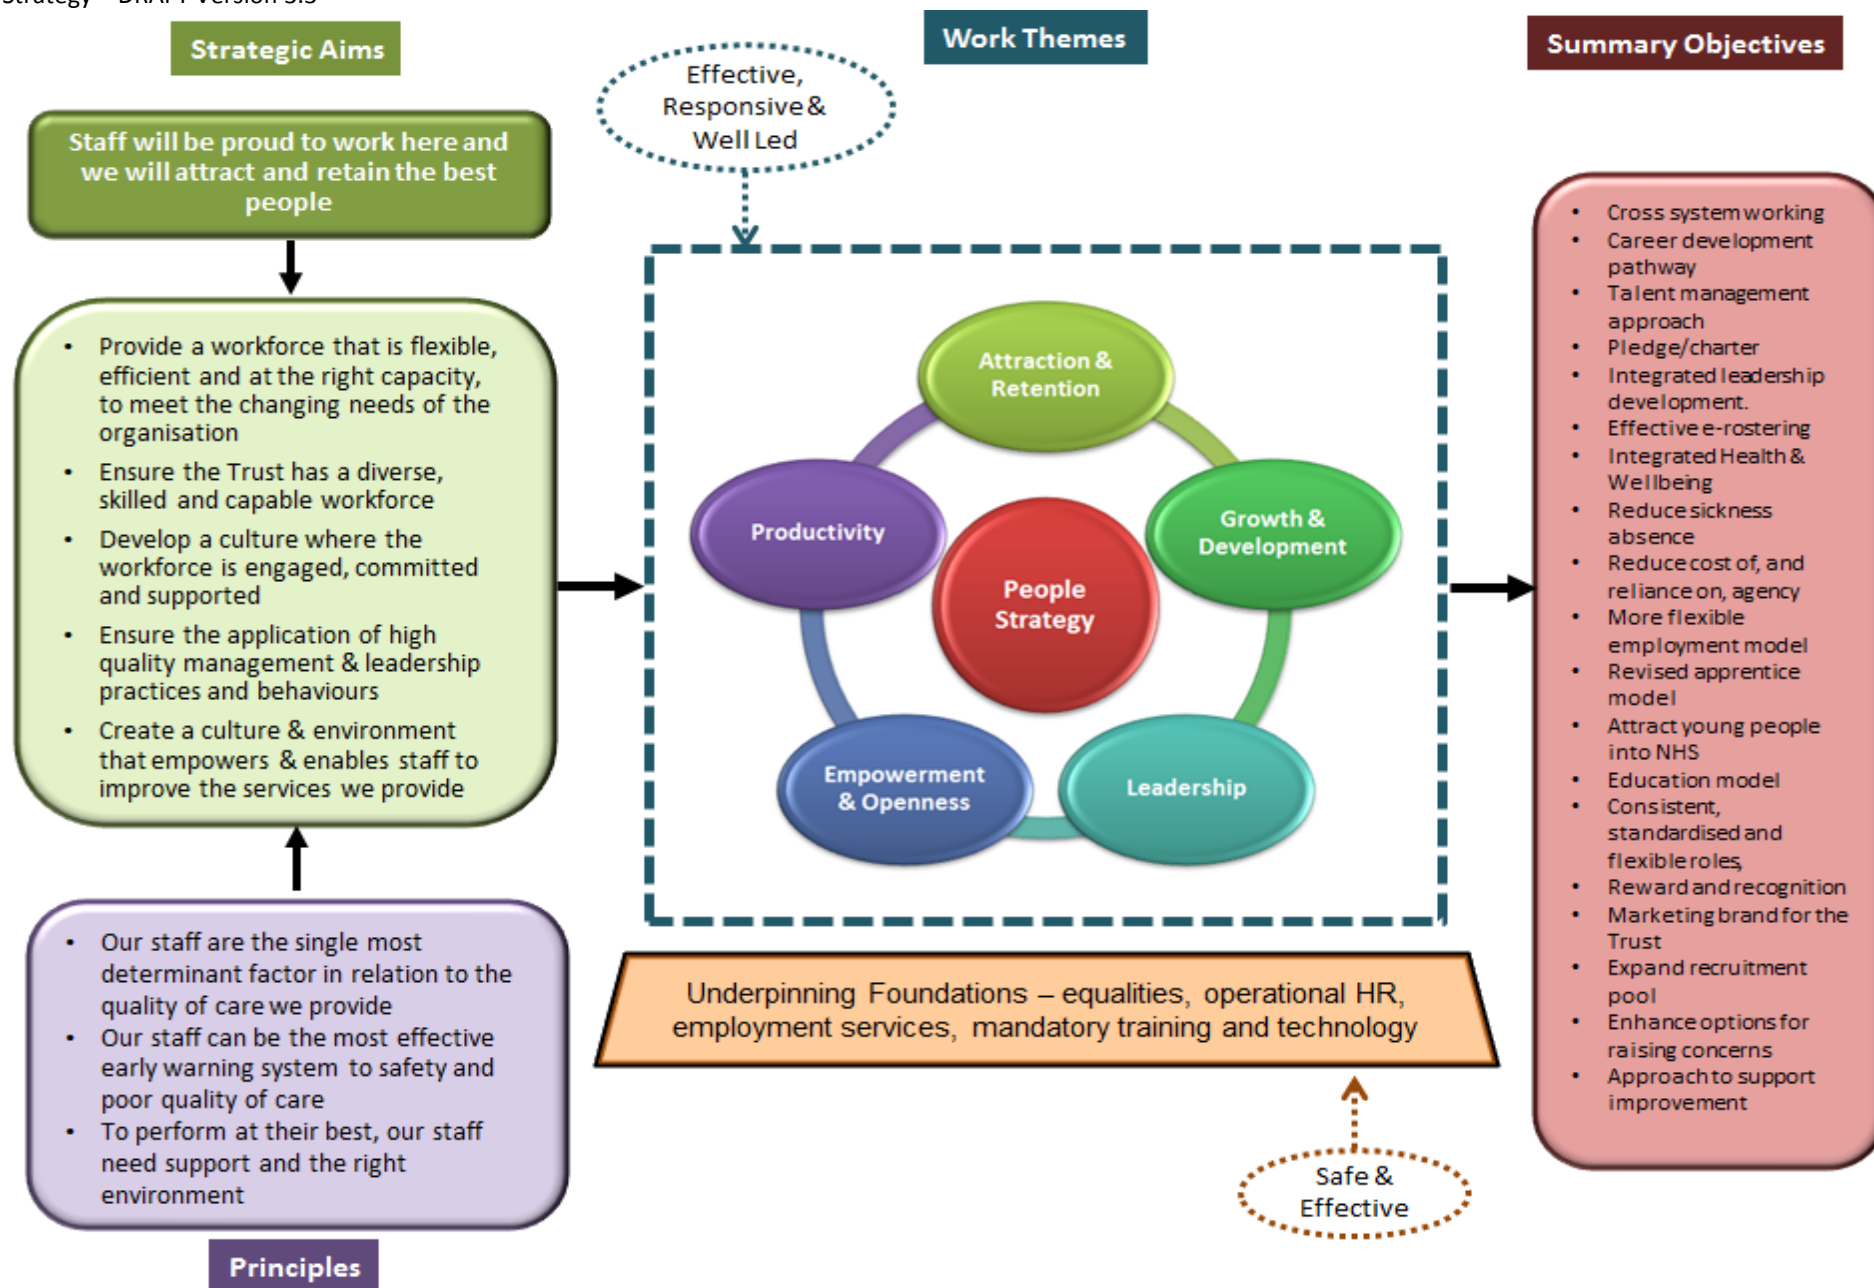 Strategic Aims
Staff will be proud to work here and
we will attract and retain the best
people
• Provide a workforce that is flexible,
efficient and at the right capacity,
to meet the changing needs of the
organisation
• Ensure the Trust has a diverse,
skilled and capable workforce
• Develop a culture where the
workforce is engaged, committed
and supported
• Ensure the application of high
quality management & leadership
practices and behaviours
• Create a culture & environment
that empowers & enables staff to
improve the services we provide
• Our staff are the single most
determinant factor in relation to the
quality of care we provide
• Our staff can be the most effective
early warning system to safety and
poor quality of care
• To perform at their best, our staff
need support and the right
environment
Principles
Work Themes
Effective,
Responsive &
Well Led
Attraction &
Retention
Growth &
Development
Leadership
Empowerment
& Openness
Productivity
People
Strategy
Underpinning Foundations – equalities, operational HR,
employment services, mandatory training and technology
Safe &
Effective
Summary Objectives
• Cross system working
• Career development
pathway
• Talent management
approach
• Pledge/charter
• Integrated leadership
development.
• Effective e-rostering
• Integrated Health &
Wellbeing
• Reduce sickness
absence
• Reduce cost of, and
reliance on, agency
• More flexible
employment model
• Revised apprentice
model
• Attract young people
into NHS
• Education model
• Consistent,
standardised and
flexible roles,
• Reward and recognition
• Marketing brand for the
Trust
• Expand recruitment
pool
• Enhance options for
raising concerns
• Approach to support
improvement